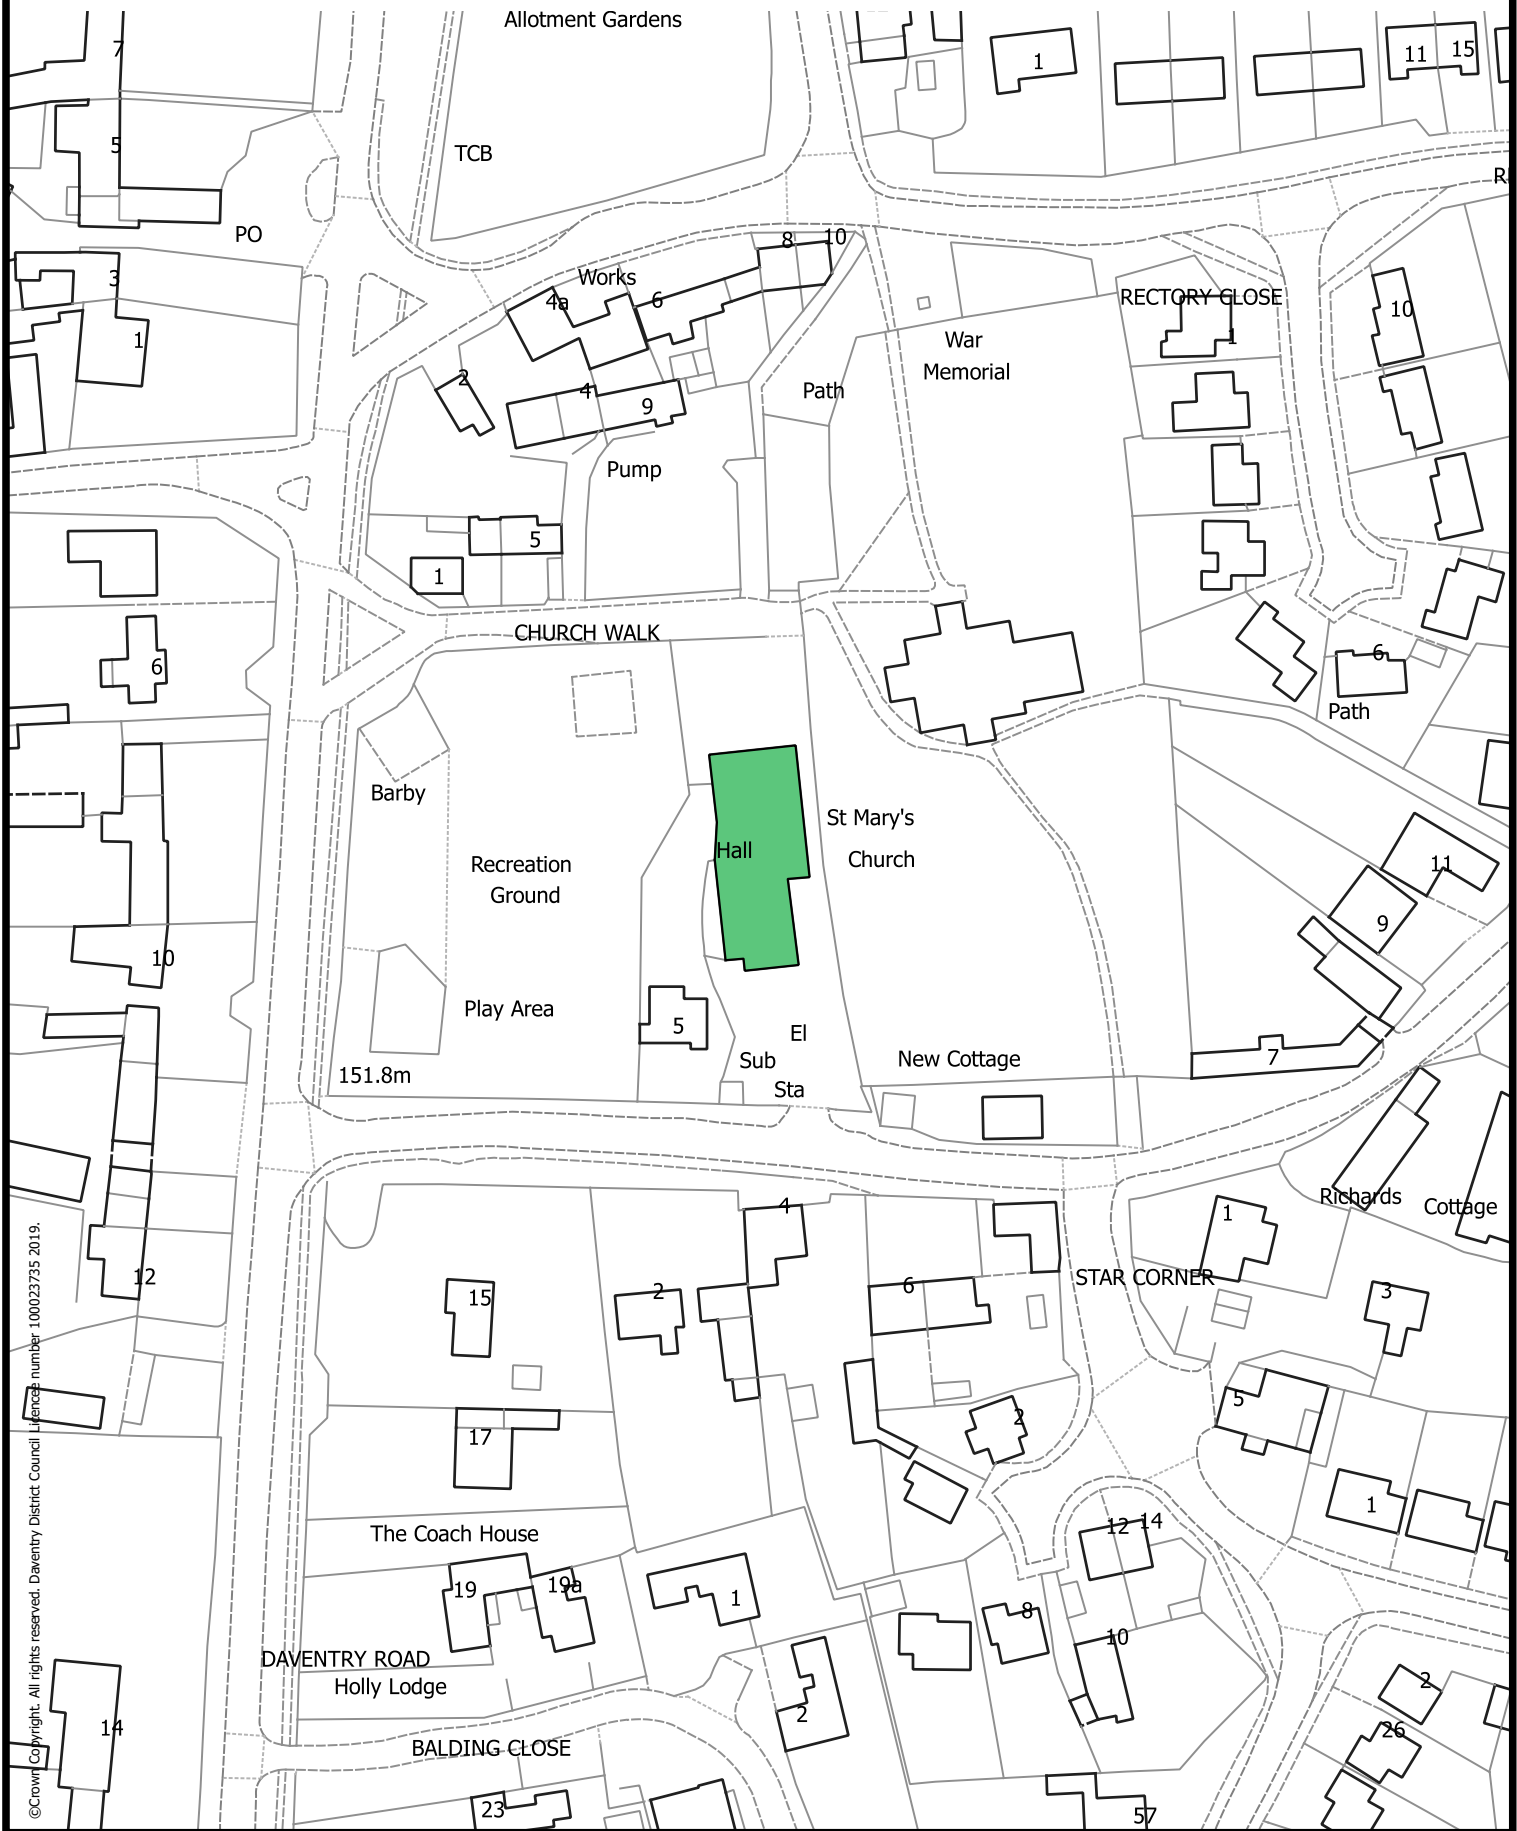 Allotment Gardens
7
1
11
15
5
TCB
PO
8
10
3
Works
4a
6
RECTORY CLOSE
10
1
War
1
Memorial
2
4
9
Path
Pump
5
1
CHURCH WALK
6
6
Path
Barby
St Mary's
Hall
Church
Recreation
Ground
11
9
10
Play Area
5
El
Sub
Sta
New Cottage
7
151.8m
4
1
Richards
Cottage
12
STAR CORNER
15
2
6
3
5
2
17
1
The Coach House
12
14
19
19a
1
8
10
DAVENTRY ROAD
Holly Lodge
2
2
14
26
BALDING CLOSE
23
57
©Crown Copyright. All rights reserved. Daventry District Council Licencee number 100023735 2019.